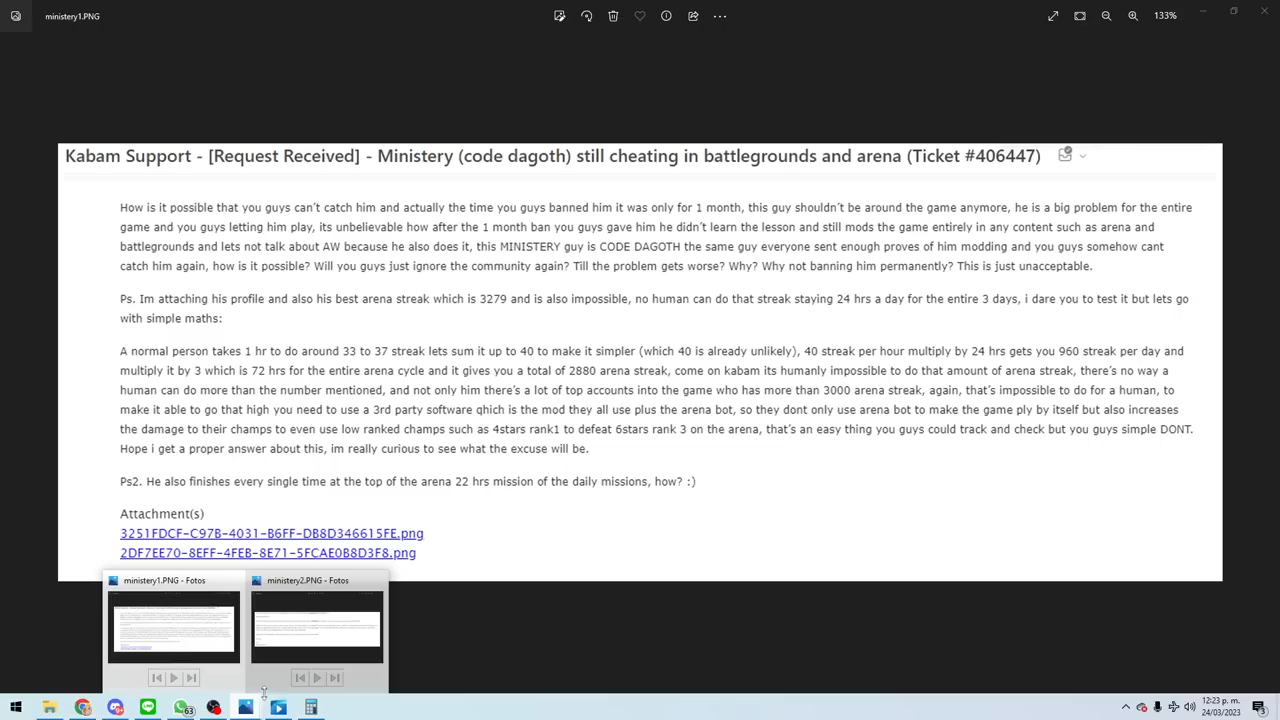 ministery1.PNG
133%
Kabam Support - [Request Received] - Ministery (code dagoth) still cheating in battlegrounds and arena (Ticket #406447)
How is it possible that you guys can't catch him and actually the time you guys banned him it was only for 1 month, this guy shouldn't be around the game anymore, he is a big problem for the entire
game and you guys letting him play, its unbelievable how after the 1 month ban you guys gave him he didn't learn the lesson and still mods the game entirely in any content such as arena and
battlegrounds and lets not talk about AW because he also does it, this MINISTERY guy is CODE DAGOTH the same guy everyone sent enough proves of him modding and you guys somehow cant
catch him again, how is it possible? Will you guys just ignore the community again? Till the problem gets worse? Why? Why not banning him permanently? This is just unacceptable.
Ps. Im attaching his profile and also his best arena streak which is 3279 and is also impossible, no human can do that streak staying 24 hrs a day for the entire 3 days, i dare you to test it but lets go
with simple maths:
A normal person takes 1 hr to do around 33 to 37 streak lets sum it up to 40 to make it simpler (which 40 is already unlikely), 40 streak per hour multiply by 24 hrs gets you 960 streak per day and
multiply it by 3 which is 72 hrs for the entire arena cycle and it gives you a total of 2880 arena streak, come on kabam its humanly impossible to do that amount of arena streak, there's no way a
human can do more than the number mentioned, and not only him there's a lot of top accounts into the game who has more than 3000 arena streak, again, that's impossible to do for a human, to
make it able to go that high you need to use a 3rd party software qhich is the mod they all use plus the arena bot, so they dont only use arena bot to make the game ply by itself but also increases
the damage to their champs to even use low ranked champs such as 4stars rank1 to defeat 6stars rank 3 on the arena, that's an easy thing you guys could track and check but you guys simple DONT.
Hope i get a proper answer about this, im really curious to see what the excuse will be.
Ps2. He also finishes every single time at the top of the arena 22 hrs mission of the daily missions, how? :)
Attachment(s)
3251FDCF-C97B-4031-B6FF-DB8D346615FE.png
2DF7EE70-8EFF-4FEB-8E71-5FCAE0B8D3F8.png
ministery1.PNG - Fotos
ministery2.PNG - Fotos
63
12:23 p. m.
24/03/2023
3